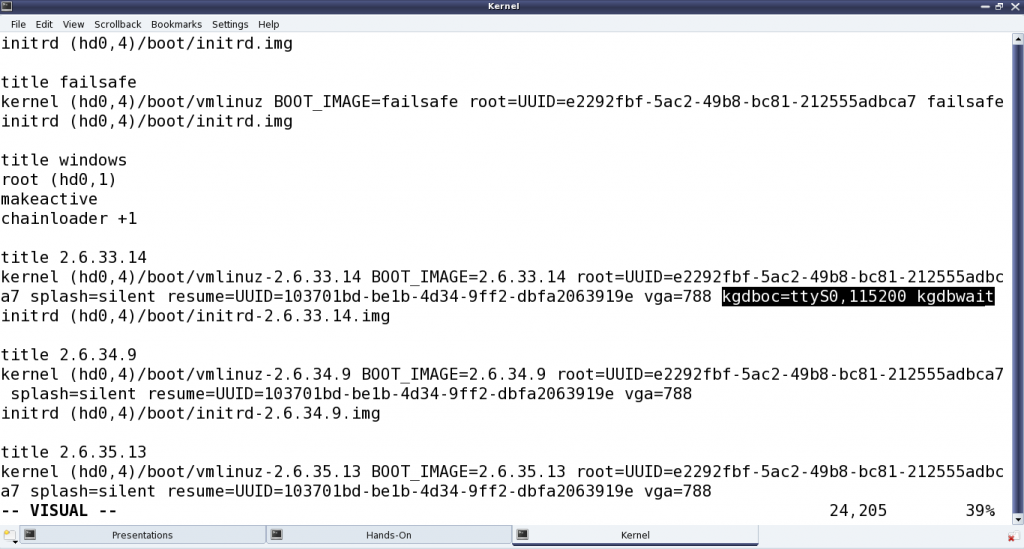 Kernel
File Edit View Scrollback Bookmarks Settings Help
initrd (hd0,4)/boot/initrd.img
title failsafe
kernel (hd0,4)/boot/vmlinuz BOOT_IMAGE=failsafe root=UUID=e2292fbf-5ac2-49b8-bc81-212555adbca7 failsafe
initrd (hd0,4)/boot/initrd.img
title windows
root (hd0,1)
makeactive
chainloader +1
title 2.6.33.14
kernel (hd0,4)/boot/vmlinuz-2.6.33.14 BOOT_IMAGE=2.6.33.14 root=UUID=e2292fbf-5ac2-49b8-bc81-212555adbc
a7 splash=silent resume=UUID=103701bd-be1b-4d34-9ff2-dbfa2063919e vga=788 kgdboc=ttyS0,115200 kgdbwait
initrd (hd0,4)/boot/initrd-2.6.33.14.img
title 2.6.34.9
kernel (hd0,4)/boot/vmlinuz-2.6.34.9 BOOT_IMAGE=2.6.34.9 root=UUID=e2292fbf-5ac2-49b8-bc81-212555adbca7
 splash=silent resume=UUID=103701bd-be1b-4d34-9ff2-dbfa2063919e vga=788
initrd (hd0,4)/boot/initrd-2.6.34.9.img
title 2.6.35.13
kernel (hd0,4)/boot/vmlinuz-2.6.35.13 BOOT_IMAGE=2.6.35.13 root=UUID=e2292fbf-5ac2-49b8-bc81-212555adbc
a7 splash=silent resume=UUID=103701bd-be1b-4d34-9ff2-dbfa2063919e vga=788
-- VISUAL -- 24,205 39%
Presentations Hands-On Kernel